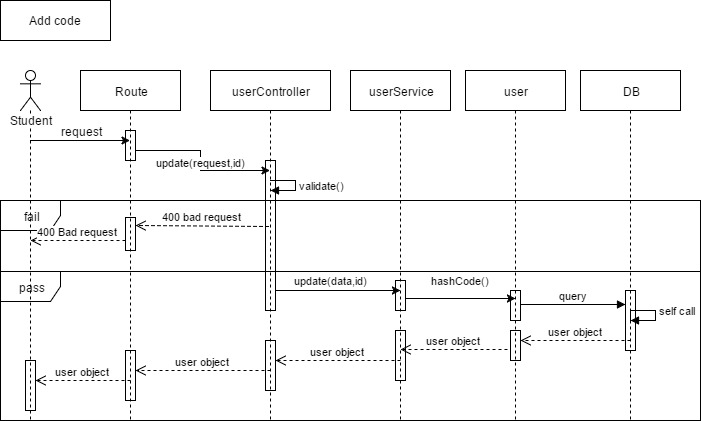 Add code
Student
Route
userController
userService
user
DB
request
update(request,id)
validate()
fail
400 bad request
400 Bad request
pass
update(data,id)
hashCode()
query
self call
user object
user object
user object
user object
user object